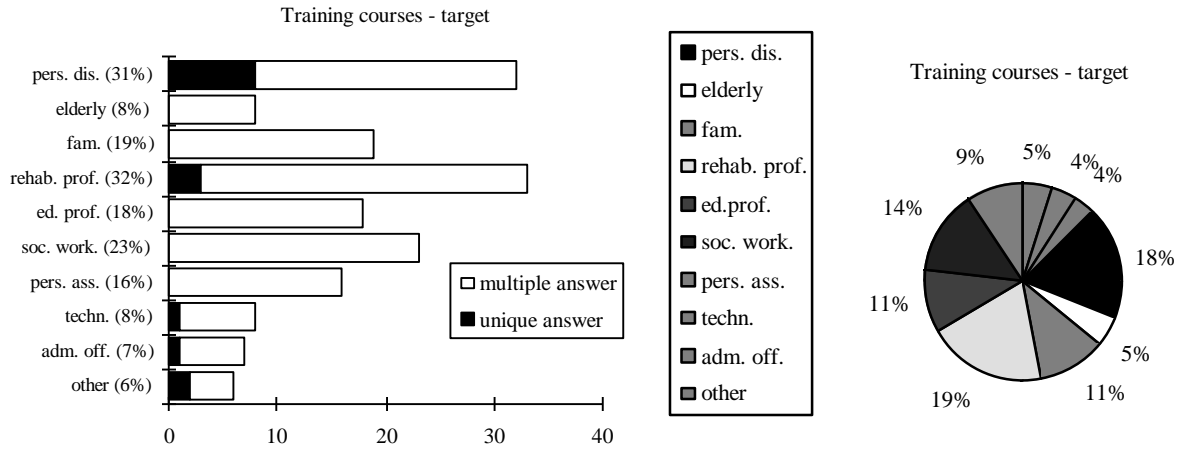 Training courses - target
pers. dis. (31%)
elderly (8%)
fam. (19%)
rehab. prof. (32%)
ed. prof. (18%)
soc. work. (23%)
pers. ass. (16%)
techn. (8%)
adm. off. (7%)
other (6%)
0 10 20 30 40
multiple answer
unique answer
pers. dis.
elderly
fam.
rehab. prof.
ed.prof.
soc. work.
pers. ass.
techn.
adm. off.
other
Training courses - target
9%
5%
4%
4%
14%
18%
11%
5%
19%
11%